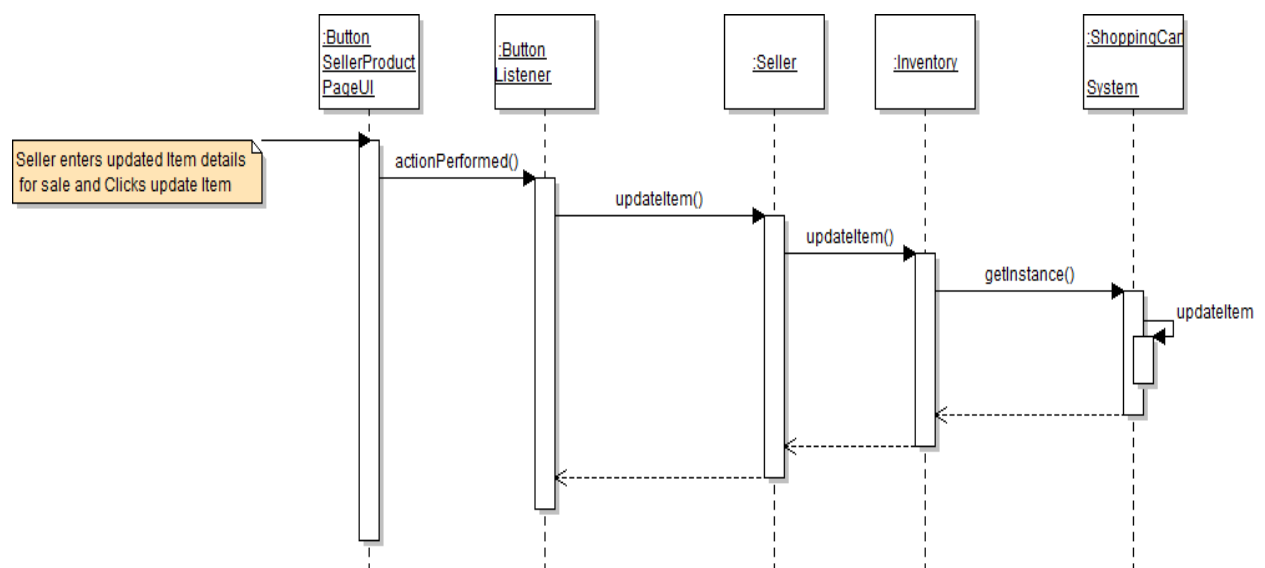 :Button
SellerProduct
PageUI
:Button
Listener
:Seller
:Inventory
:ShoppingCar
System
Seller enters updated Item details
for sale and Clicks update Item
actionPerformed()
updateItem()
updateItem()
getInstance()
updateItem